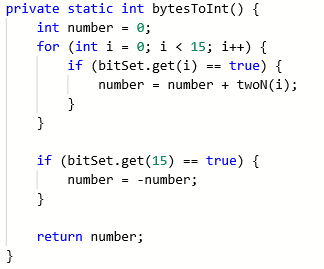 private static int bytesToInt() {
    int number = 0;
    for (int i = 0; i < 15; i++) {
        if (bitSet.get(i) == true) {
            number = number + twoN(i);
        }
    }

    if (bitSet.get(15) == true) {
        number = -number;
    }

    return number;
}